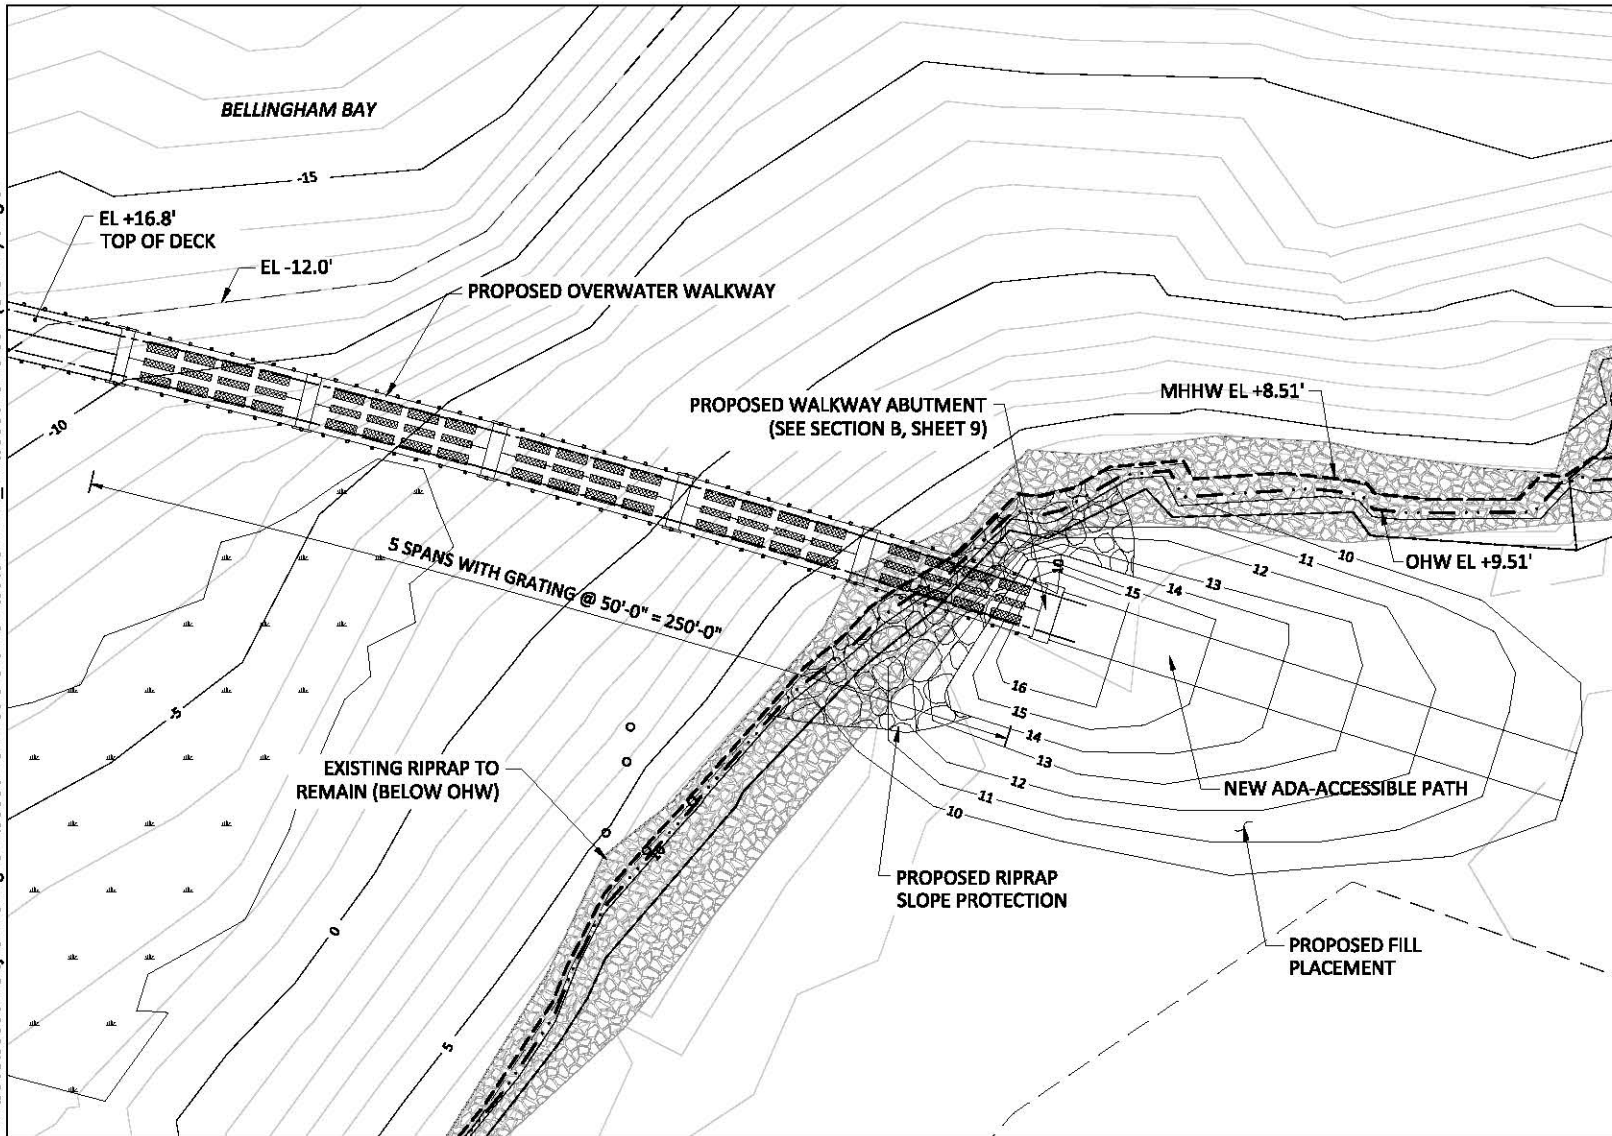 BELLINGHAM BAY
-15
EL +16.8'
TOP OF DECK
EL -12.0'
PROPOSED OVERWATER WALKWAY
-10
PROPOSED WALKWAY ABUTMENT
(SEE SECTION B, SHEET 9)
MHHW EL +8.51'
5 SPANS WITH GRATING @ 50'-0" = 250'-0"
OHW EL +9.51'
10
11
12
13
14
15
10
16
15
14
13
12
11
10
-5
0
5
EXISTING RIPRAP TO
REMAIN (BELOW OHW)
NEW ADA-ACCESSIBLE PATH
PROPOSED RIPRAP
SLOPE PROTECTION
PROPOSED FILL
PLACEMENT